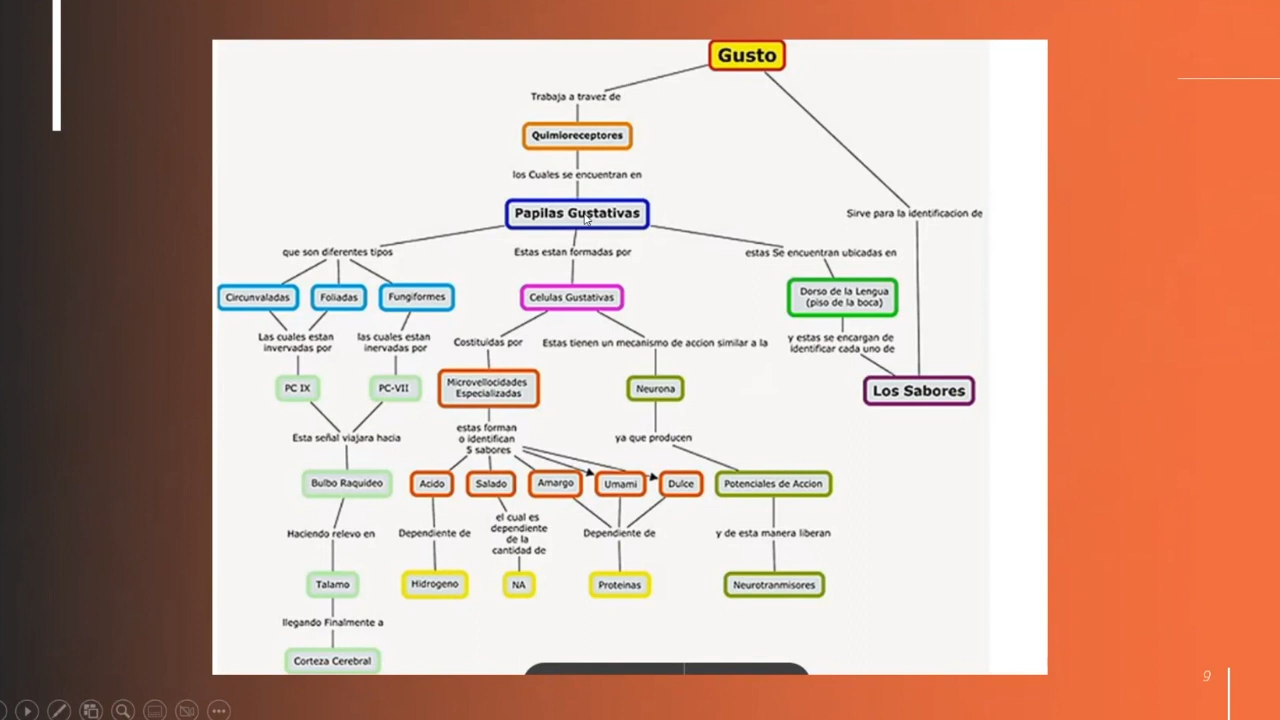 Gusto
Trabaja a travez de
Quimioreceptores
los Cuales se encuentran en
Papilas Gustativas
Sirve para la identificacion de
que son diferentes tipos
Estas estan formadas por
estas Se encuentran ubicadas en
Circunvaladas
Foliadas
Fungiformes
Celulas Gustativas
Dorso de la Lengua
(piso de la boca)
Las cuales estan
invervadas por
las cuales estan
inervadas por
Costituidas por
Estas tienen un mecanismo de accion similar a la
y estas se encargan de
identificar cada uno de
PC IX
PC-VII
Microvellocidades
Especializadas
Neurona
Los Sabores
Esta señal viajara hacia
estas forman
o identifican
5 sabores
ya que producen
Bulbo Raquideo
Acido
Salado
Amargo
Umami
Dulce
Potenciales de Accion
Haciendo relevo en
Dependiente de
el cual es
dependiente
de la
cantidad de
Dependiente de
y de esta manera liberan
Talamo
Hidrogeno
NA
Proteinas
Neurotranmisores
llegando Finalmente a
Corteza Cerebral
9